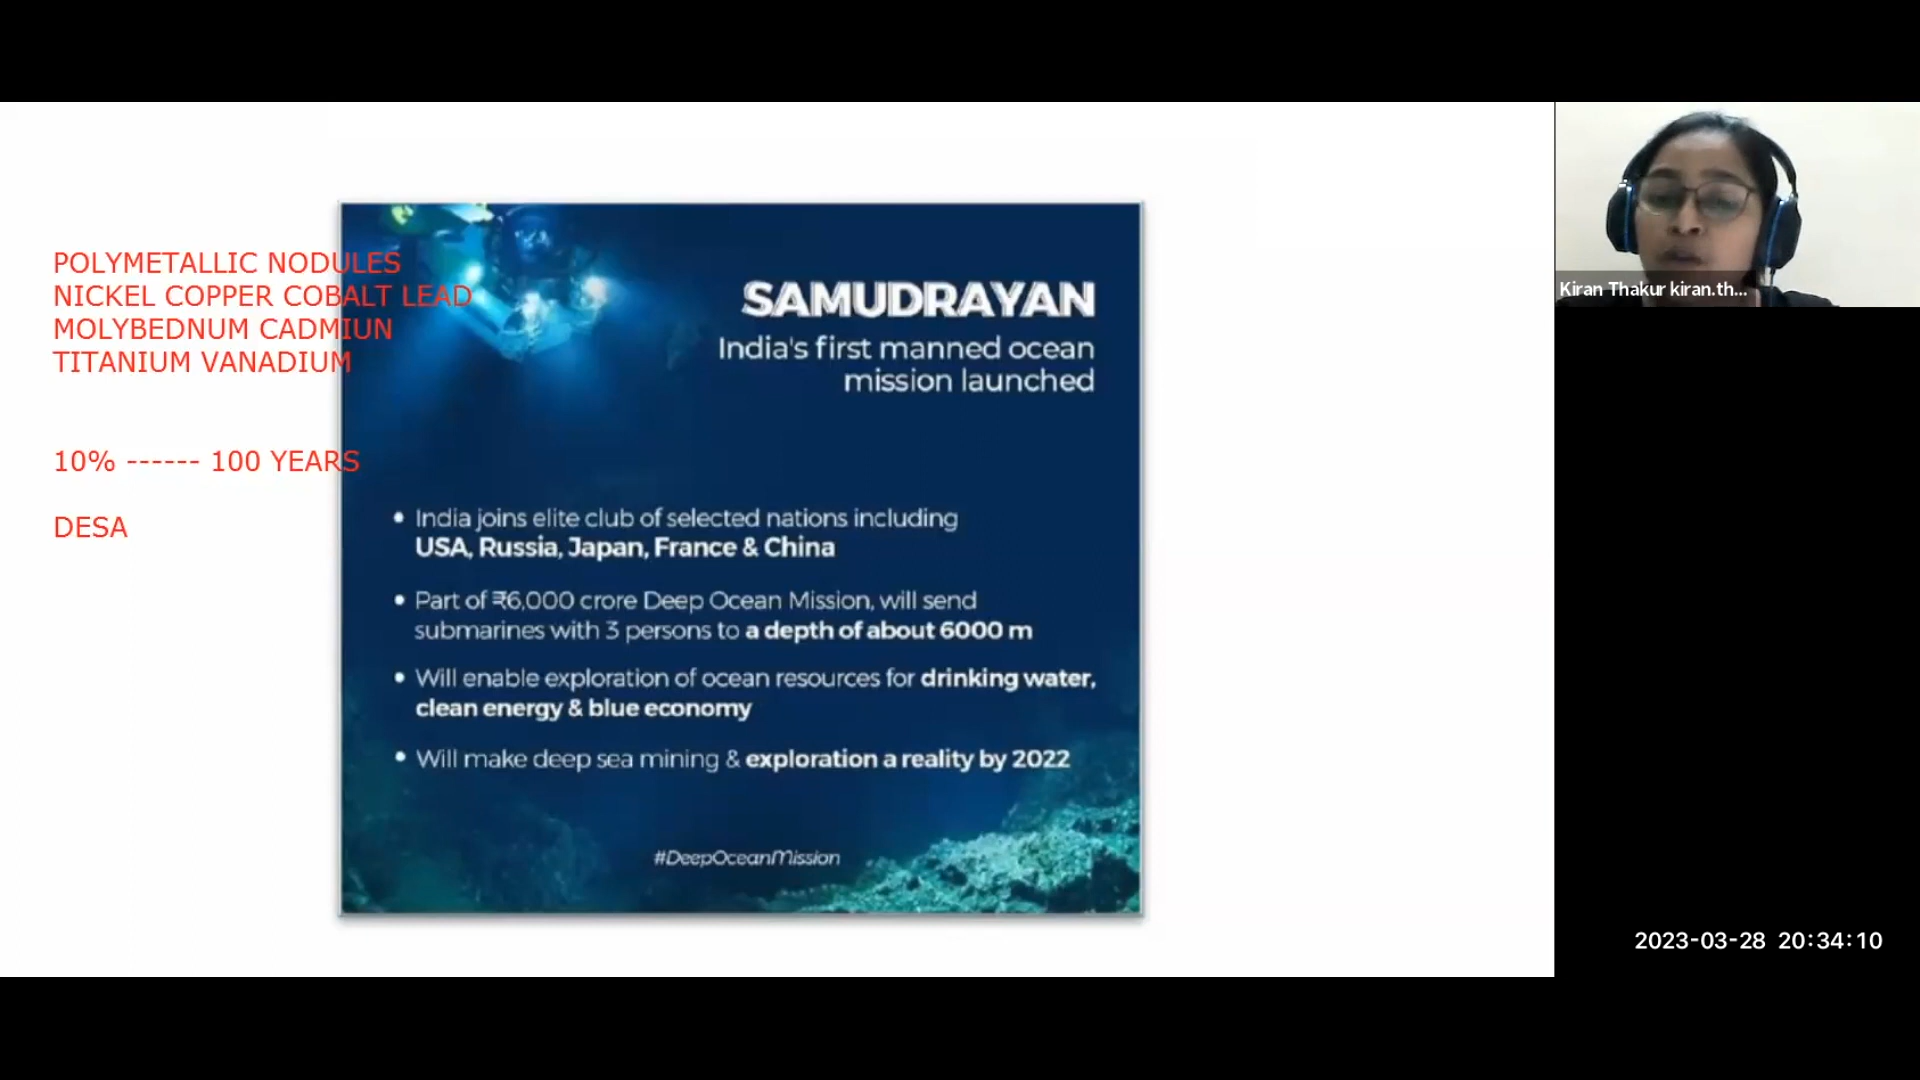 POLYMETALLIC NODULES
NICKEL COPPER COBALT LEAD
MOLYBEDNUM CADMIUN
TITANIUM VANADIUM
10% ------ 100 YEARS
DESA
SAMUDRAYAN
India's first manned ocean
mission launched
• India joins elite club of selected nations including
USA, Russia, Japan, France & China
• Part of ₹6,000 crore Deep Ocean Mission, will send
submarines with 3 persons to a depth of about 6000 m
• Will enable exploration of ocean resources for drinking water,
clean energy & blue economy
• Will make deep sea mining & exploration a reality by 2022
#DeepOceanMission
Kiran Thakur kiran.th...
2023-03-28 20:34:10